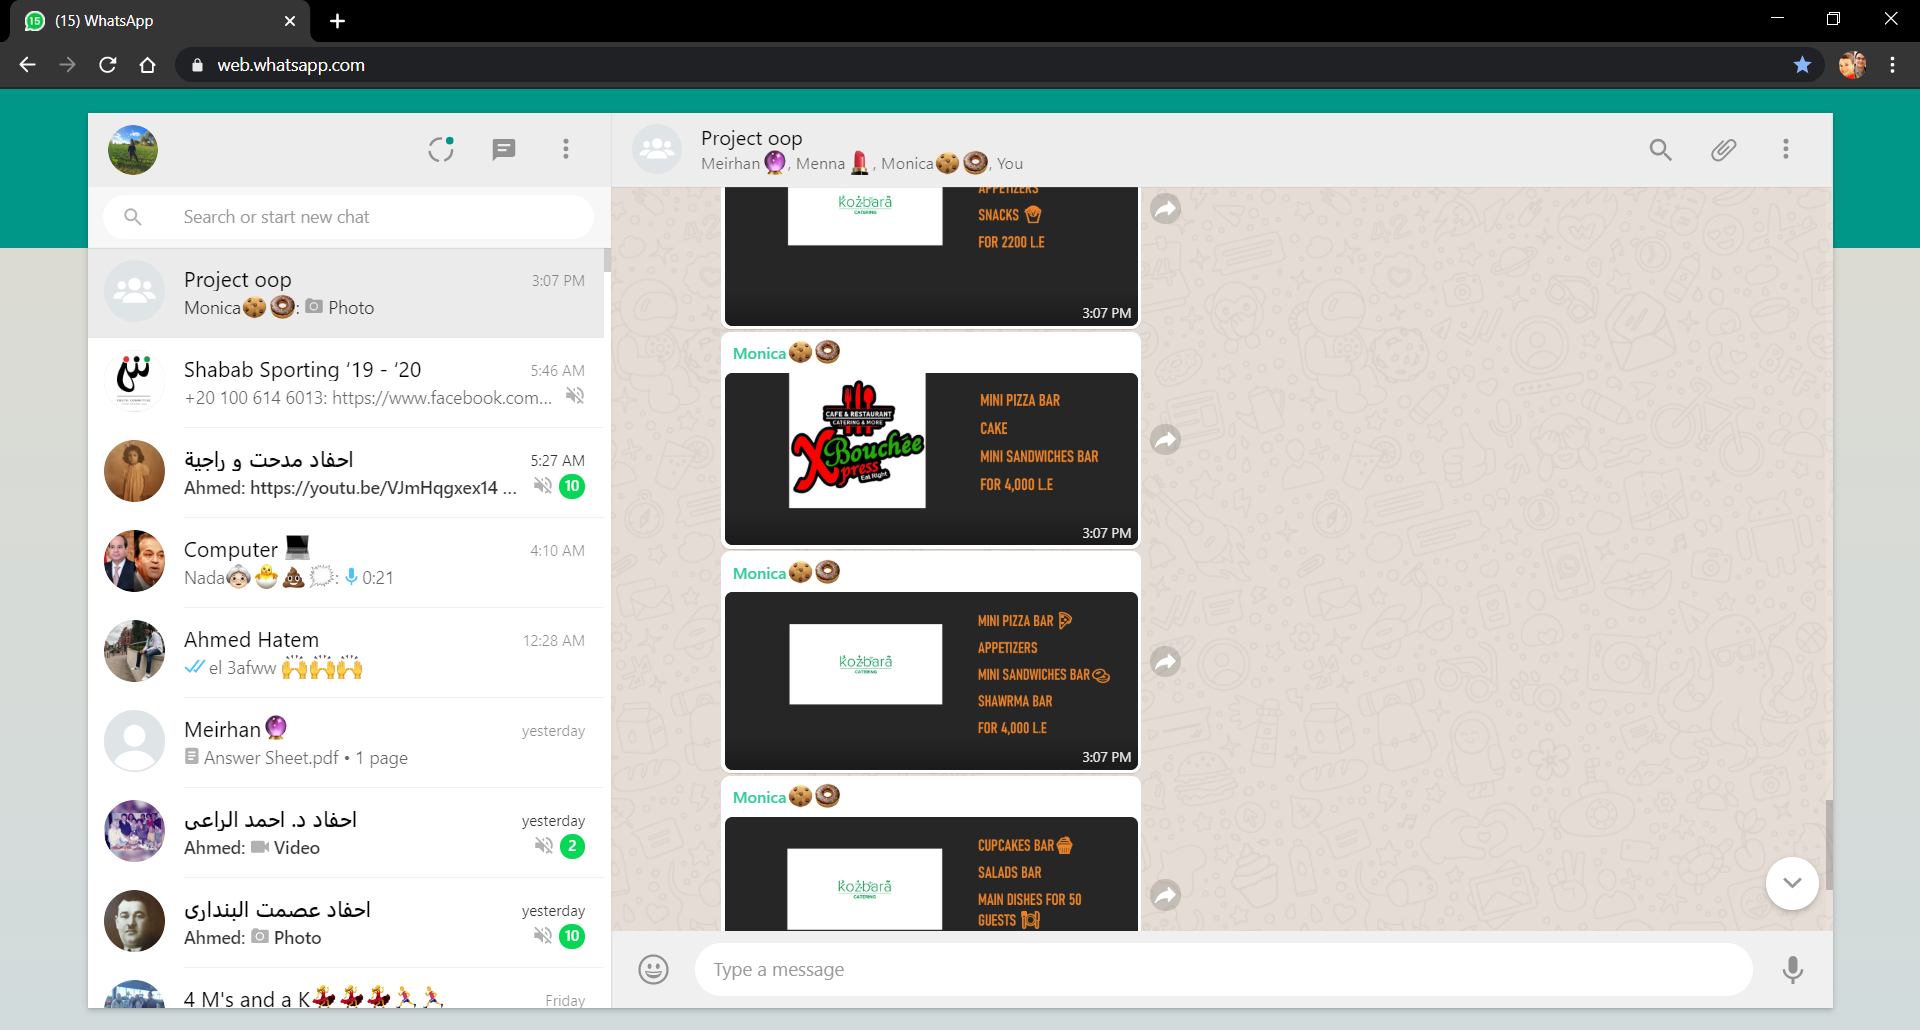 (15) WhatsApp
web.whatsapp.com
Search or start new chat
Project oop
3:07 PM
Monica🍪🍩: Photo
Shabab Sporting ‘19 - ‘20
5:46 AM
+20 100 614 6013: https://www.facebook.com...
احفاد مدحت و راجية
5:27 AM
Ahmed: https://youtu.be/VJmHqgxex14 ...
10
Computer 💻
4:10 AM
Nada👵🏻🐣💩🗯: 0:21
Ahmed Hatem
12:28 AM
el 3afww 🙌🙌🙌
Meirhan🔮
yesterday
Answer Sheet.pdf • 1 page
احفاد د. احمد الراعى
yesterday
Ahmed: Video
2
احفاد عصمت البندارى
yesterday
Ahmed: Photo
10
4 M's and a K💃💃💃🏃‍♀️🏃‍♀️
Friday
Project oop
Meirhan🔮, Menna💄, Monica🍪🍩, You
Kozbara
CATERING
APPETIZERS
SNACKS
FOR 2200 L.E
3:07 PM
Monica🍪🍩
CAFE & RESTAURANT
CATERING & MORE
X Bouchée
Xpress
Eat Right
MINI PIZZA BAR
CAKE
MINI SANDWICHES BAR
FOR 4,000 L.E
3:07 PM
Monica🍪🍩
Kozbara
CATERING
MINI PIZZA BAR
APPETIZERS
MINI SANDWICHES BAR
SHAWRMA BAR
FOR 4,000 L.E
3:07 PM
Monica🍪🍩
Kozbara
CATERING
CUPCAKES BAR
SALADS BAR
MAIN DISHES FOR 50
GUESTS
Type a message